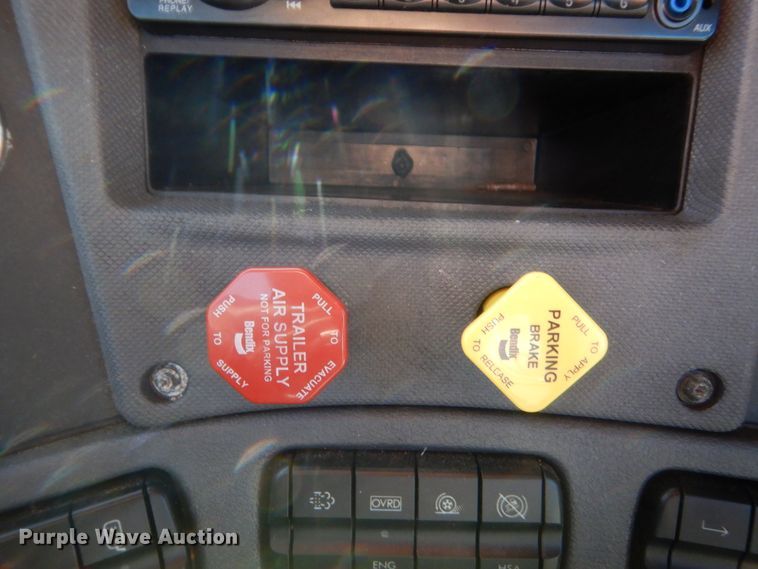 PHONE/
REPLAY
AUX
PULL TO EVACUATE
TRAILER
AIR SUPPLY
NOT FOR PARKING
Bendix
PUSH TO SUPPLY
PULL TO APPLY
PARKING
BRAKE
Bendix
PUSH TO RELEASE
OVRD
ENG
HSA
Purple Wave Auction